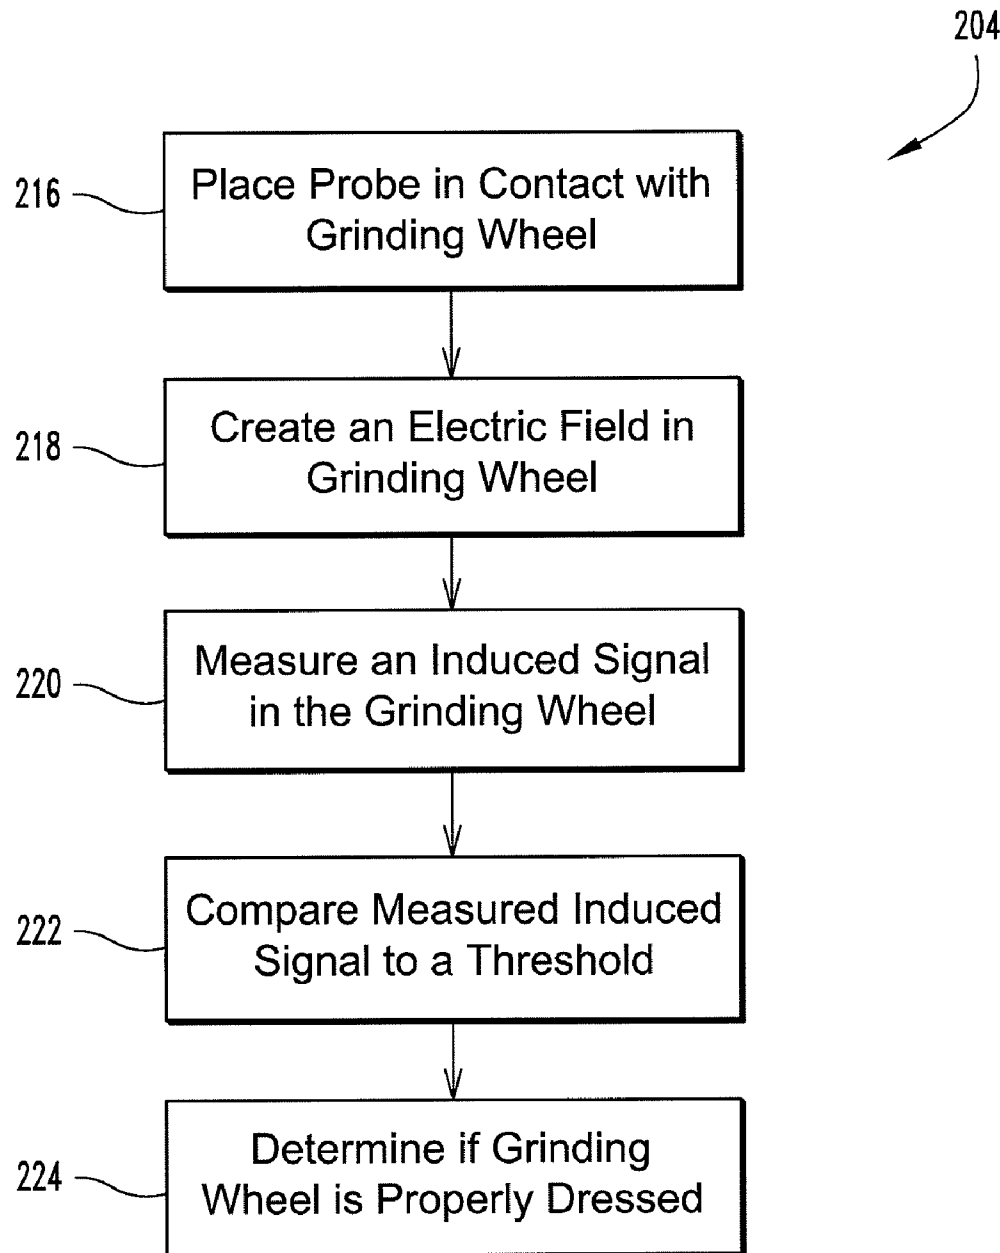 204
216
Place Probe in Contact with
Grinding Wheel
218
Create an Electric Field in
Grinding Wheel
220
Measure an Induced Signal
in the Grinding Wheel
222
Compare Measured Induced
Signal to a Threshold
224
Determine if Grinding
Wheel is Properly Dressed